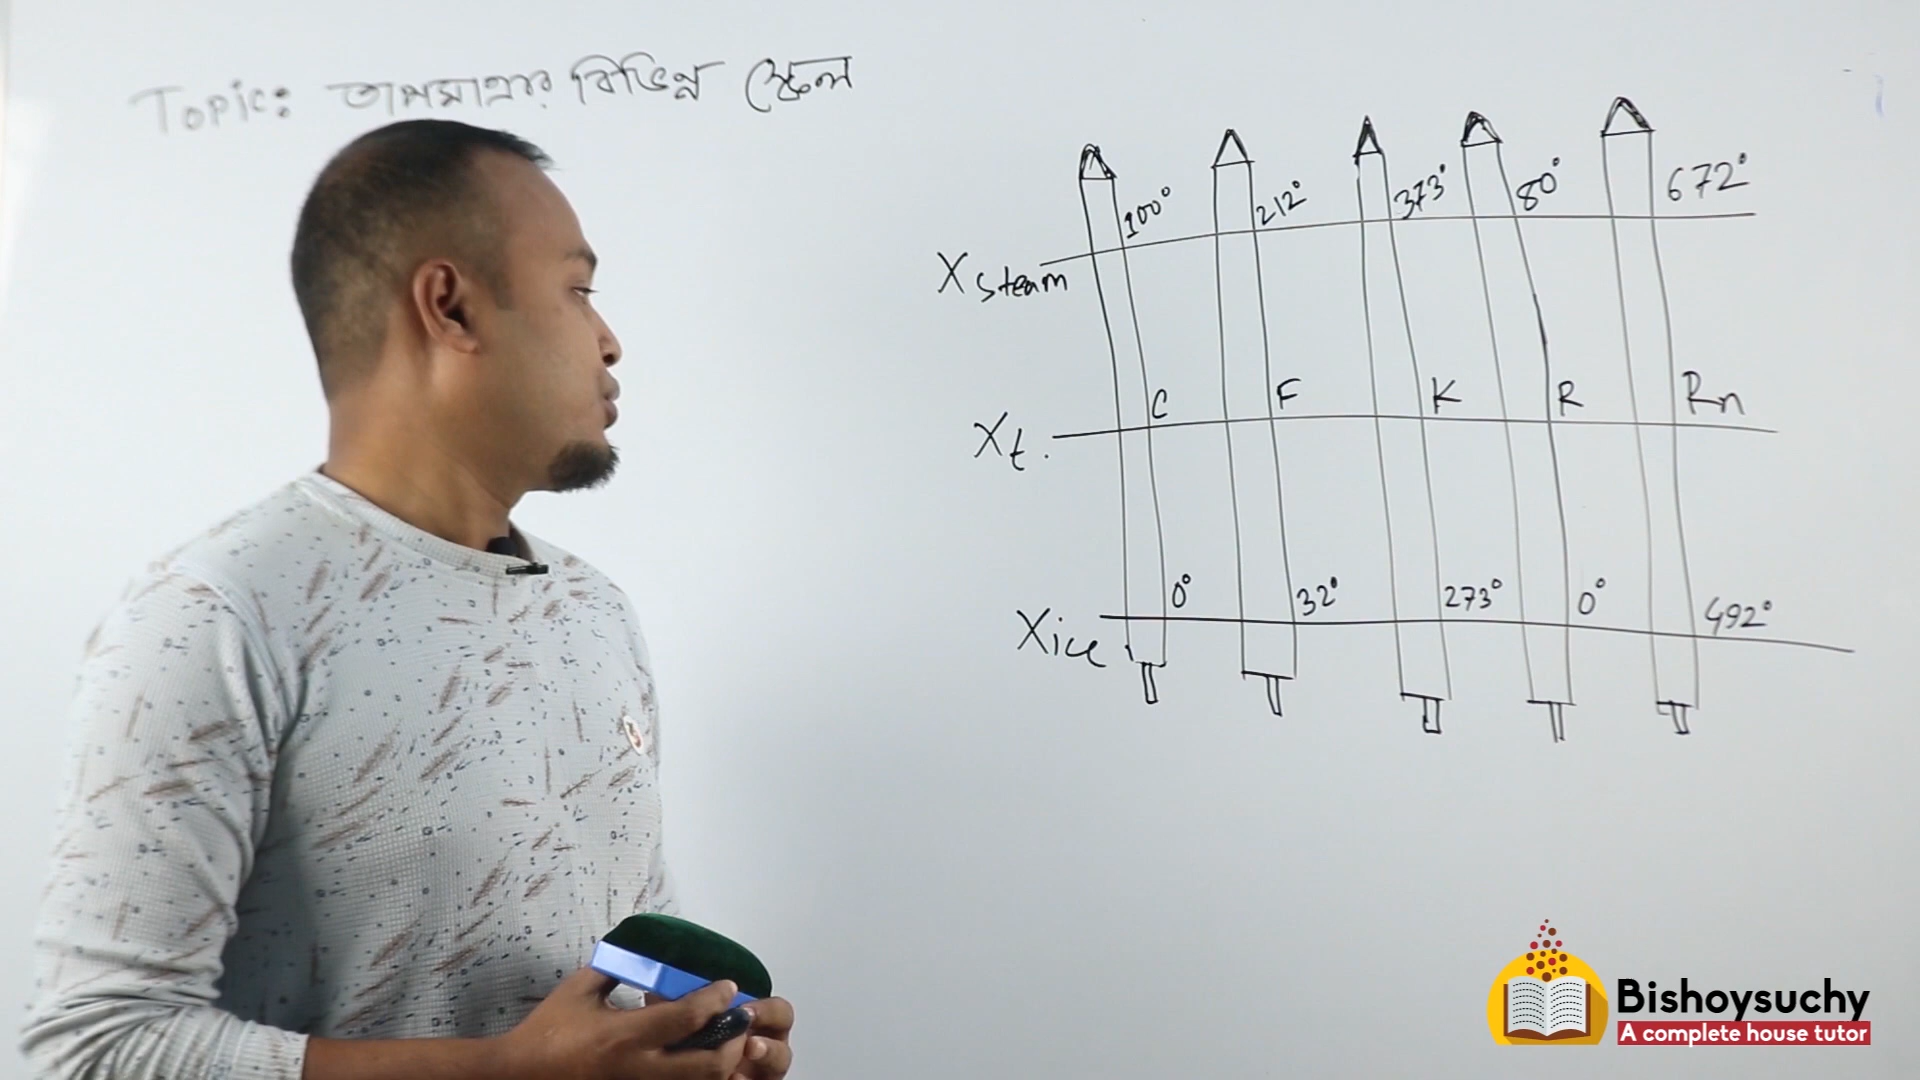 Topic: তাপমাত্রার বিভিন্ন স্কেল
100° 212° 373° 80° 672°
X steam
C F K R Rn
Xt.
0° 32° 273° 0° 492°
Xice
Bishoysuchy
A complete house tutor